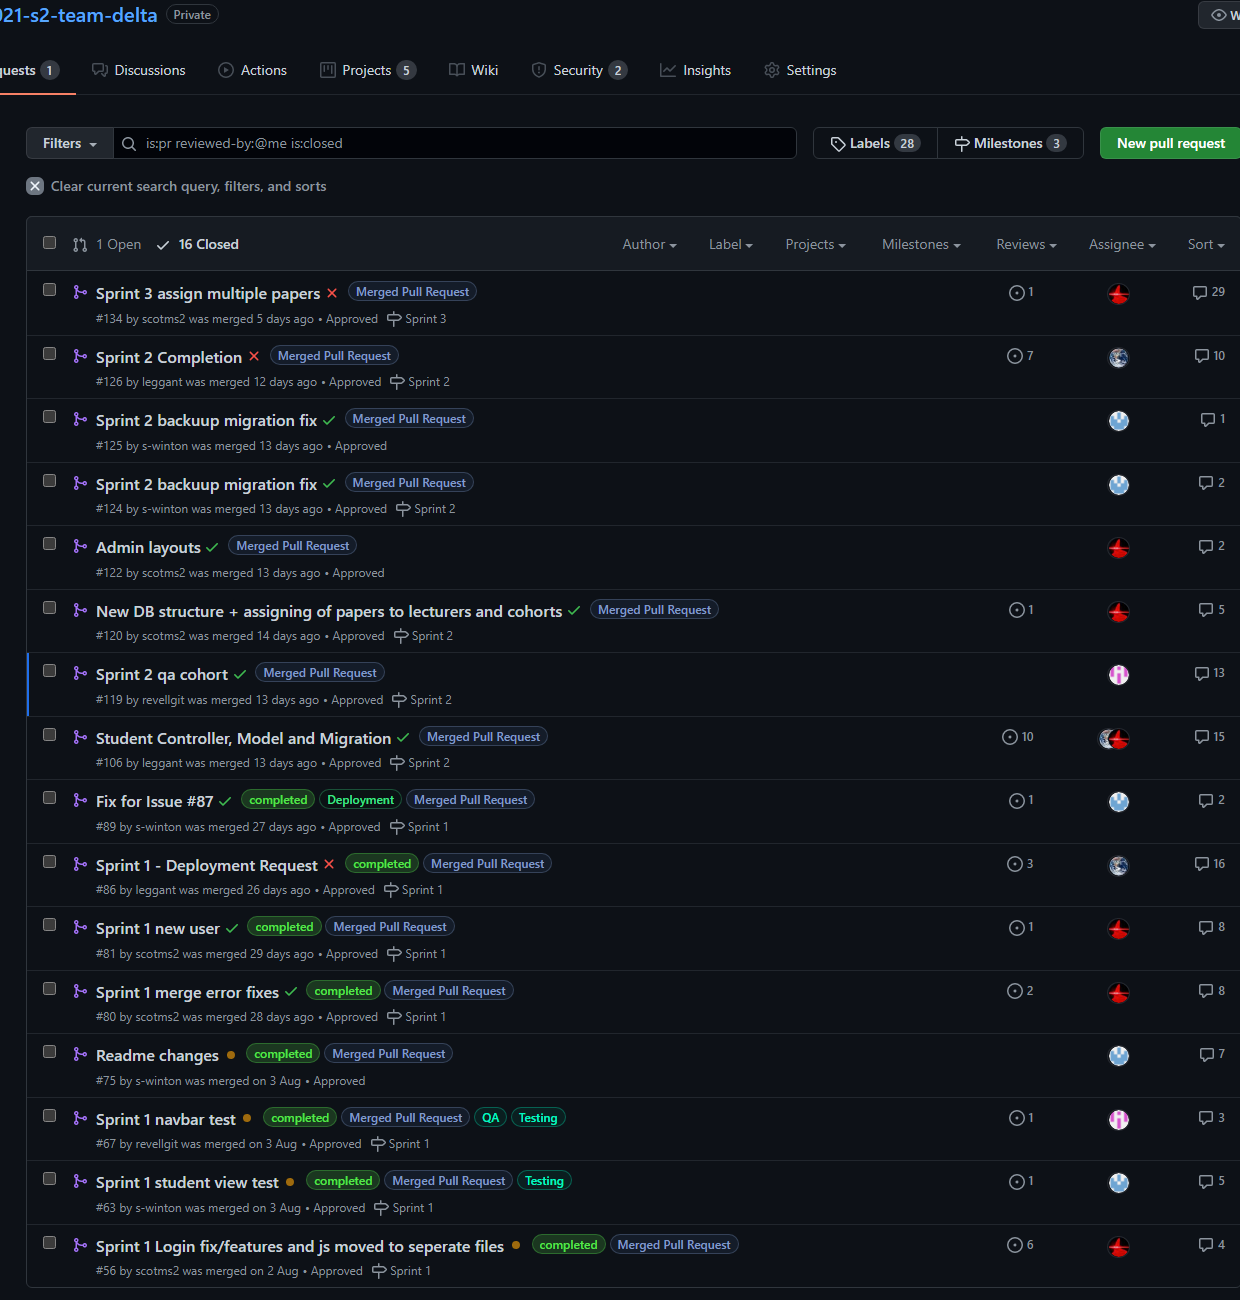 021-s2-team-delta Private
W
quests 1 Discussions Actions Projects 5 Wiki Security 2 Insights Settings
Filters is:pr reviewed-by:@me is:closed Labels 28 Milestones 3 New pull request
Clear current search query, filters, and sorts
1 Open 16 Closed Author Label Projects Milestones Reviews Assignee Sort
Sprint 3 assign multiple papers Merged Pull Request 1 29
#134 by scotms2 was merged 5 days ago • Approved Sprint 3
Sprint 2 Completion Merged Pull Request 7 10
#126 by leggant was merged 12 days ago • Approved Sprint 2
Sprint 2 backuup migration fix Merged Pull Request 1
#125 by s-winton was merged 13 days ago • Approved
Sprint 2 backuup migration fix Merged Pull Request 2
#124 by s-winton was merged 13 days ago • Approved Sprint 2
Admin layouts Merged Pull Request 2
#122 by scotms2 was merged 13 days ago • Approved
New DB structure + assigning of papers to lecturers and cohorts Merged Pull Request 1 5
#120 by scotms2 was merged 14 days ago • Approved Sprint 2
Sprint 2 qa cohort Merged Pull Request 13
#119 by revellgit was merged 13 days ago • Approved Sprint 2
Student Controller, Model and Migration Merged Pull Request 10 15
#106 by leggant was merged 13 days ago • Approved Sprint 2
Fix for Issue #87 completed Deployment Merged Pull Request 1 2
#89 by s-winton was merged 27 days ago • Approved Sprint 1
Sprint 1 - Deployment Request completed Merged Pull Request 3 16
#86 by leggant was merged 26 days ago • Approved Sprint 1
Sprint 1 new user completed Merged Pull Request 1 8
#81 by scotms2 was merged 29 days ago • Approved Sprint 1
Sprint 1 merge error fixes completed Merged Pull Request 2 8
#80 by scotms2 was merged 28 days ago • Approved Sprint 1
Readme changes completed Merged Pull Request 7
#75 by s-winton was merged on 3 Aug • Approved
Sprint 1 navbar test completed Merged Pull Request QA Testing 1 3
#67 by revellgit was merged on 3 Aug • Approved Sprint 1
Sprint 1 student view test completed Merged Pull Request Testing 1 5
#63 by s-winton was merged on 3 Aug • Approved Sprint 1
Sprint 1 Login fix/features and js moved to seperate files completed Merged Pull Request 6 4
#56 by scotms2 was merged on 2 Aug • Approved Sprint 1